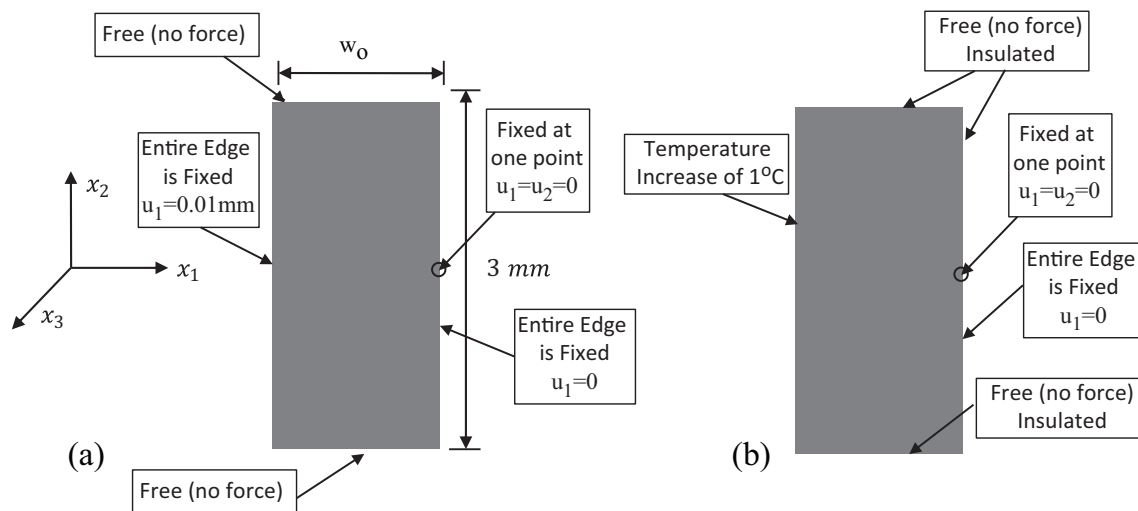 Free (no force)
w₀
Entire Edge
is Fixed
u₁=0.01mm
Fixed at
one point
u₁=u₂=0
x₂
x₁
x₃
3 mm
Entire Edge
is Fixed
u₁=0
(a)
Free (no force)
Free (no force)
Insulated
Temperature
Increase of 1⁰C
Fixed at
one point
u₁=u₂=0
Entire Edge
is Fixed
u₁=0
Free (no force)
Insulated
(b)